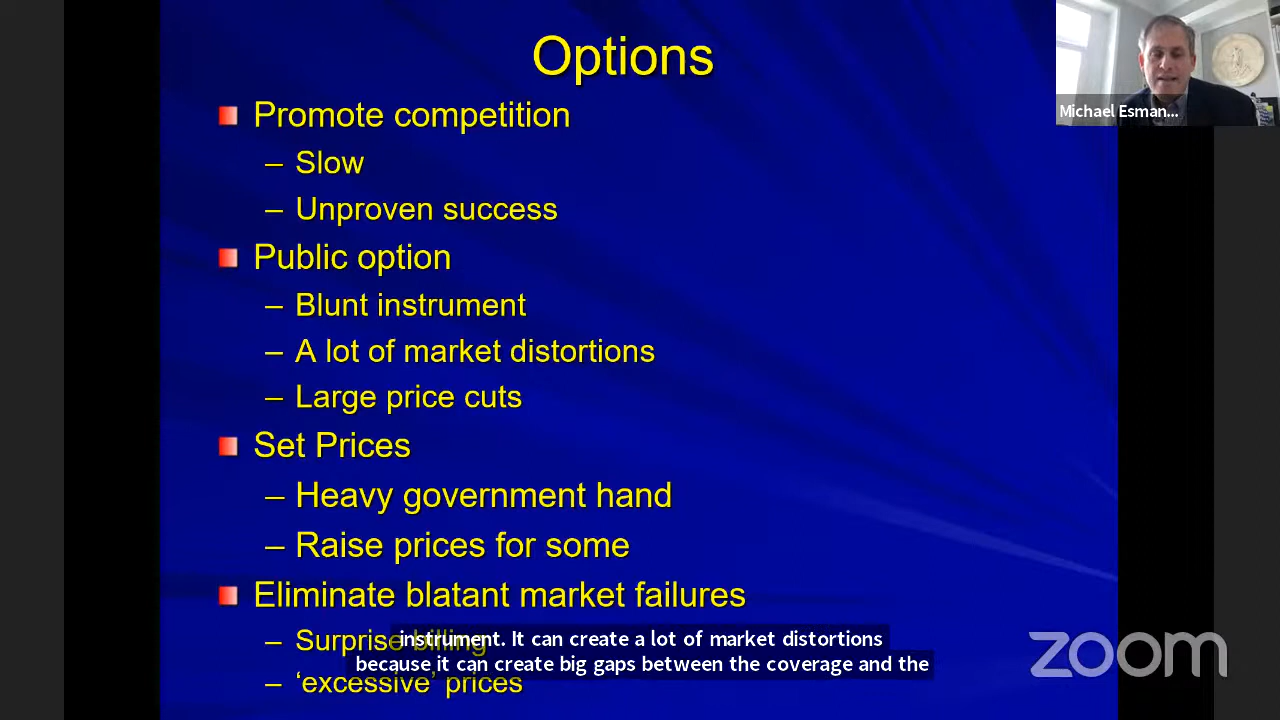 Options
Promote competition
– Slow
– Unproven success
Public option
– Blunt instrument
– A lot of market distortions
– Large price cuts
Set Prices
– Heavy government hand
– Raise prices for some
Eliminate blatant market failures
– Surprise billing
– ‘excessive’ prices
instrument. It can create a lot of market distortions
because it can create big gaps between the coverage and the
Michael Esman...
zoom